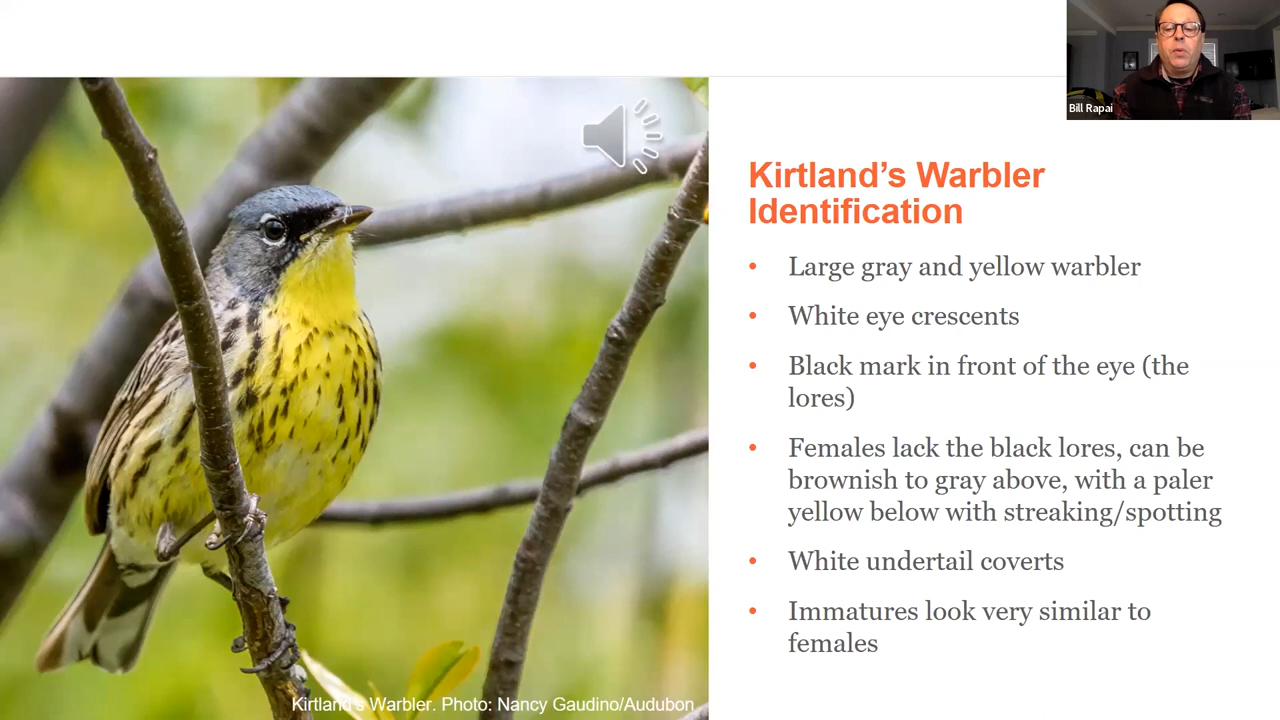 Bill Rapai
Kirtland's Warbler
Identification
• Large gray and yellow warbler
• White eye crescents
• Black mark in front of the eye (the
lores)
• Females lack the black lores, can be
brownish to gray above, with a paler
yellow below with streaking/spotting
• White undertail coverts
• Immatures look very similar to
females
Kirtland's Warbler. Photo: Nancy Gaudino/Audubon